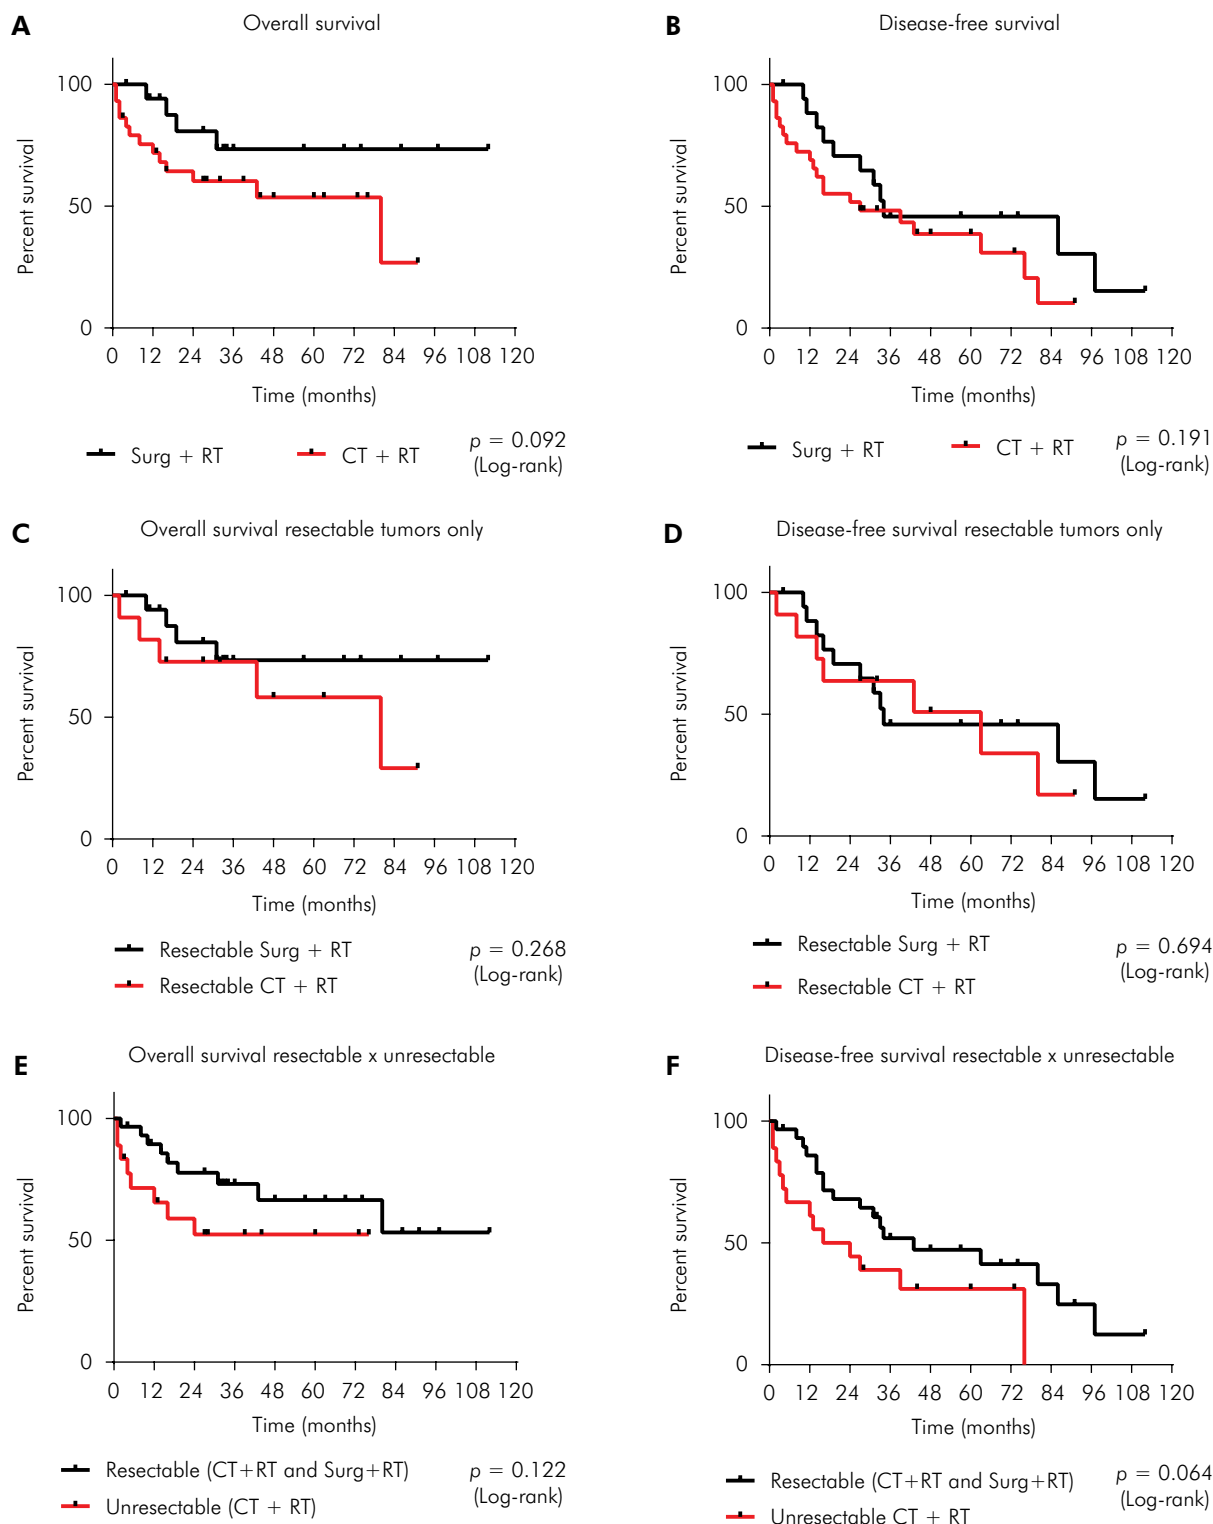 A
Overall survival
Percent survival
100
50
0
0 12 24 36 48 60 72 84 96 108 120
Time (months)
Surg + RT
CT + RT
p = 0.092
(Log-rank)
B
Disease-free survival
Percent survival
100
50
0
0 12 24 36 48 60 72 84 96 108 120
Time (months)
Surg + RT
CT + RT
p = 0.191
(Log-rank)
C
Overall survival resectable tumors only
Percent survival
100
50
0
0 12 24 36 48 60 72 84 96 108 120
Time (months)
Resectable Surg + RT
Resectable CT + RT
p = 0.268
(Log-rank)
D
Disease-free survival resectable tumors only
Percent survival
100
50
0
0 12 24 36 48 60 72 84 96 108 120
Time (months)
Resectable Surg + RT
Resectable CT + RT
p = 0.694
(Log-rank)
E
Overall survival resectable x unresectable
Percent survival
100
50
0
0 12 24 36 48 60 72 84 96 108 120
Time (months)
Resectable (CT+RT and Surg+RT)
Unresectable (CT + RT)
p = 0.122
(Log-rank)
F
Disease-free survival resectable x unresectable
Percent survival
100
50
0
0 12 24 36 48 60 72 84 96 108 120
Time (months)
Resectable (CT+RT and Surg+RT)
Unresectable CT + RT
p = 0.064
(Log-rank)